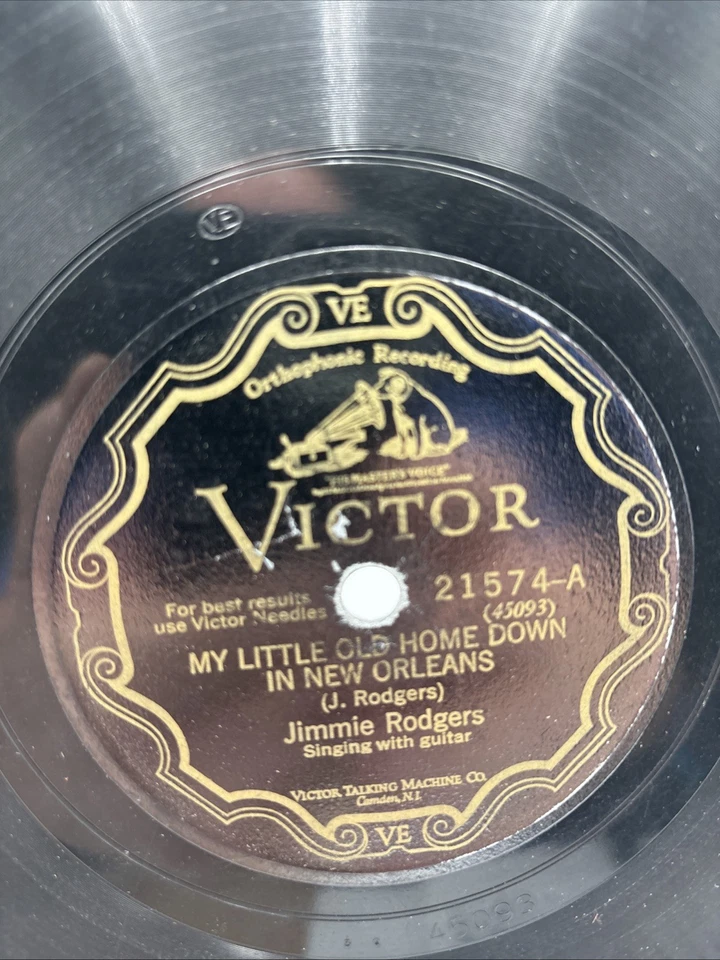 VE
VE
Orthophonic Recording
"HIS MASTER'S VOICE"
VICTOR
For best results
use Victor Needles
21574-A
(45093)
MY LITTLE OLD HOME DOWN
IN NEW ORLEANS
(J. Rodgers)
Jimmie Rodgers
Singing with guitar
VICTOR TALKING MACHINE CO.
Camden, N.J.
VE
45093